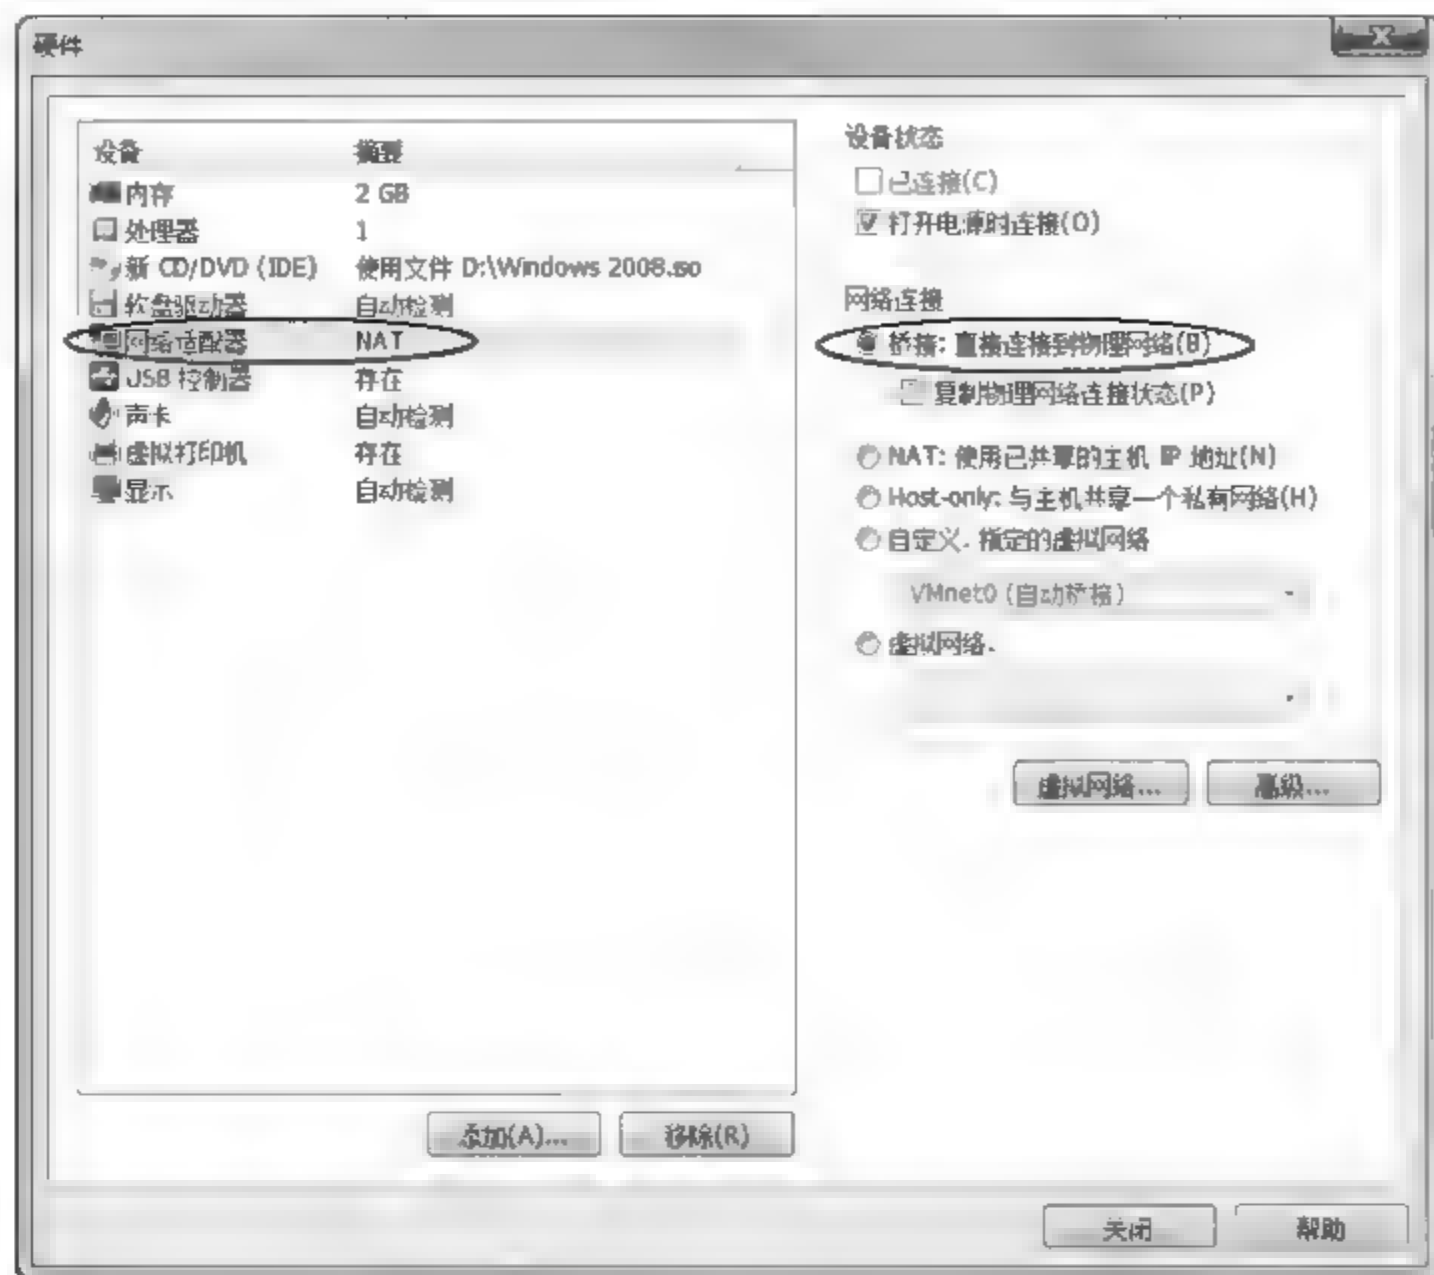 硬件
设备 摘要
内存 2 GB
处理器 1
新 CD/DVD (IDE) 使用文件 D:\Windows 2008.iso
软盘驱动器 自动检测
网络适配器 NAT
USB 控制器 存在
声卡 自动检测
虚拟打印机 存在
显示 自动检测
添加(A)... 移除(R)
设备状态
已连接(C)
打开电源时连接(O)
网络连接
桥接: 直接连接到物理网络(B)
复制物理网络连接状态(P)
NAT: 使用已共享的主机 IP 地址(N)
Host-only: 与主机共享一个私有网络(H)
自定义: 指定的虚拟网络
VMnet0 (自动桥接)
虚拟网络:
虚拟网络... 高级...
关闭 帮助